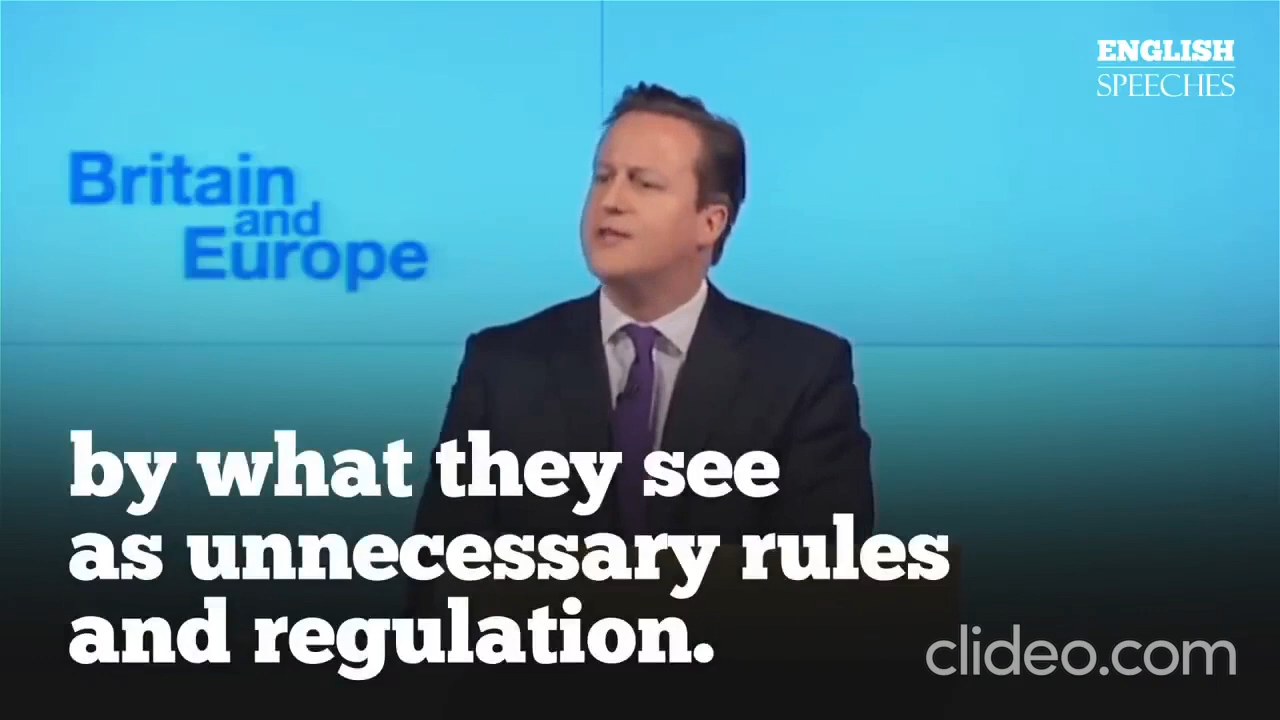 ENGLISH
SPEECHES
Britain
and
Europe
by what they see
as unnecessary rules
and regulation.
clideo.com